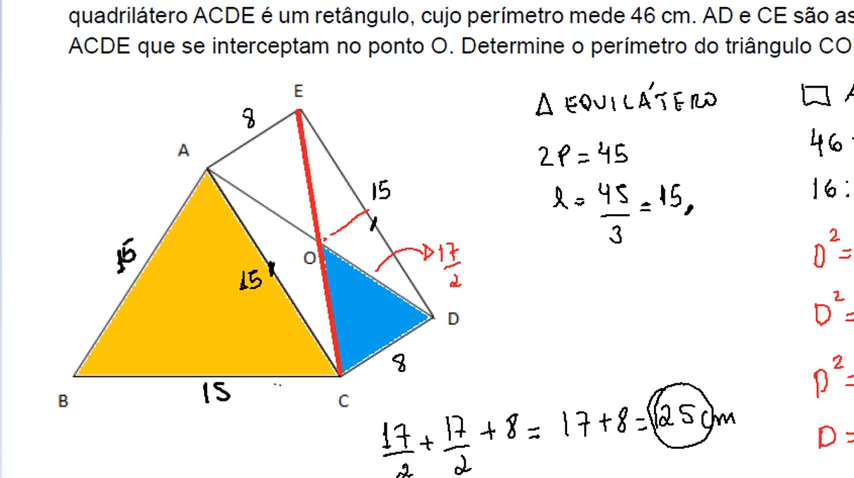 quadrilátero ACDE é um retângulo, cujo perímetro mede 46 cm. AD e CE são as
ACDE que se interceptam no ponto O. Determine o perímetro do triângulo CO
E
8
A
15
O
17/2
15
15
D
8
B
15
C
Δ EQUILÁTERO
2P = 45
l = 45/3 = 15,
46
16:
D² =
D² =
D² =
D =
17/2 + 17/2 + 8 = 17 + 8 = 25 cm